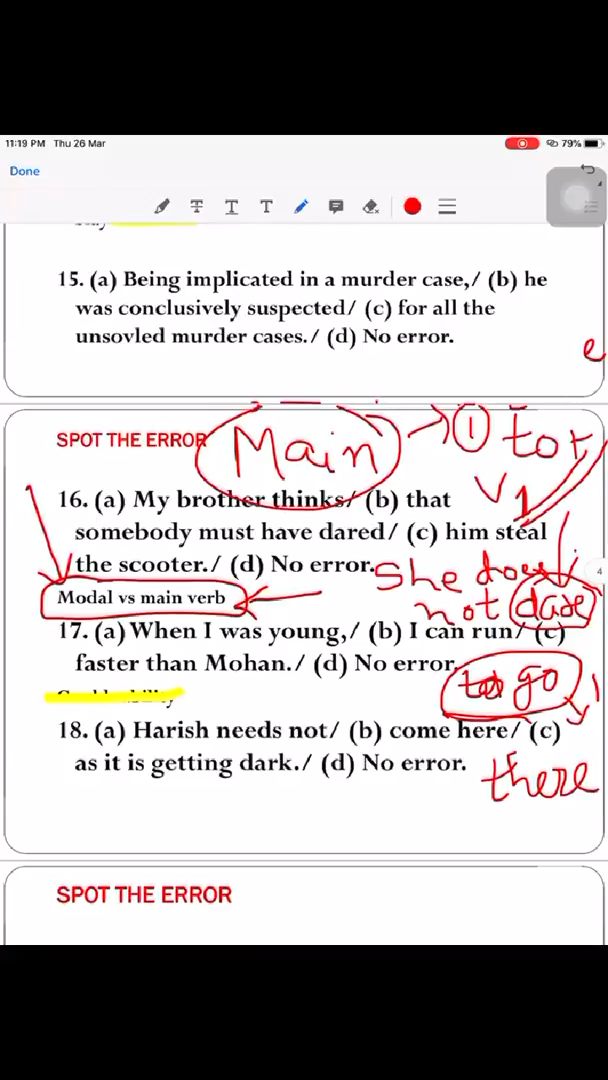 11:19 PM Thu 26 Mar
79%
Done
15. (a) Being implicated in a murder case,/ (b) he
was conclusively suspected/ (c) for all the
unsovled murder cases./ (d) No error.
e
SPOT THE ERROR
Main
① to +
V1
16. (a) My brother thinks/ (b) that
somebody must have dared/ (c) him steal
the scooter./ (d) No error.
She does
not dare
Modal vs main verb
17. (a) When I was young,/ (b) I can run/ (c)
faster than Mohan./ (d) No error.
to go
18. (a) Harish needs not/ (b) come here/ (c)
as it is getting dark./ (d) No error.
there
4
SPOT THE ERROR